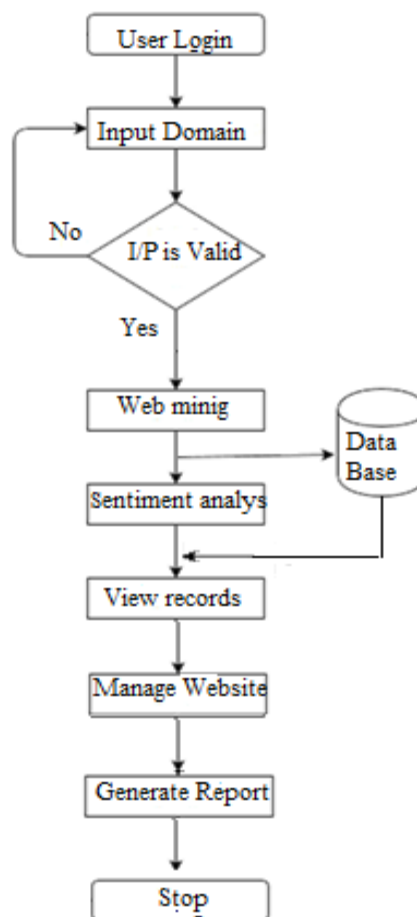 User Login
Input Domain
No
I/P is Valid
Yes
Web minig
Data
Base
Sentiment analys
View records
Manage Website
Generate Report
Stop